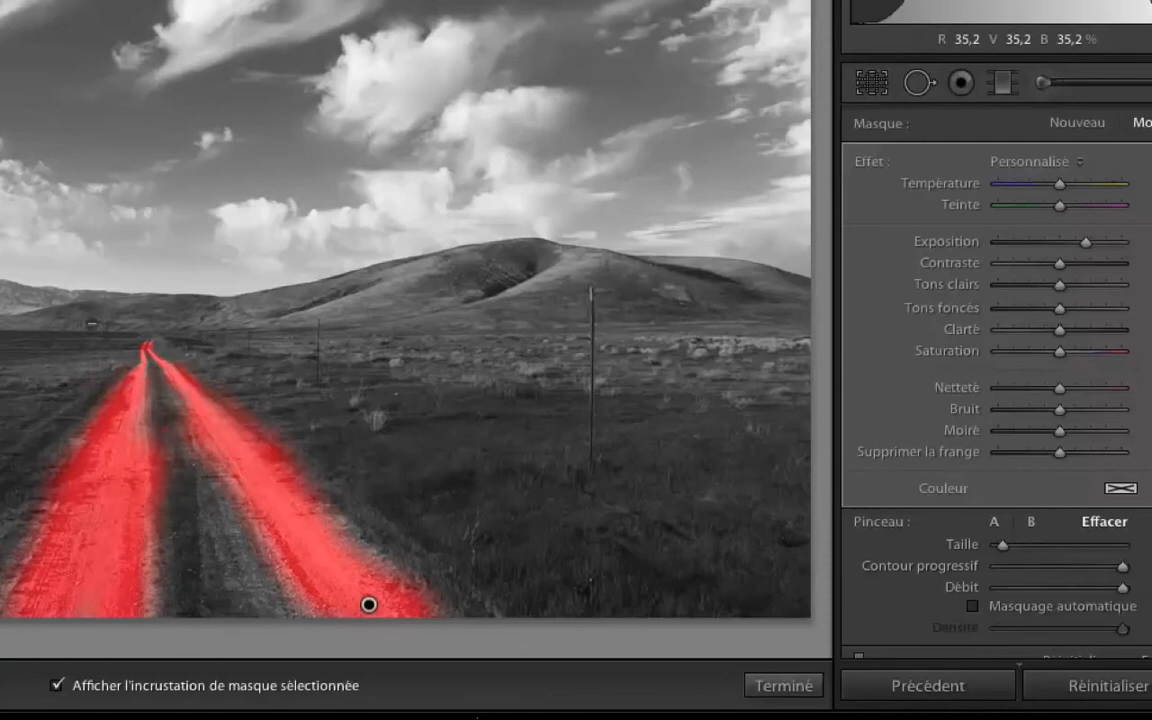 R 35,2 V 35,2 B 35,2 %
Masque : Nouveau Mo
Effet : Personnalisé
Température
Teinte
Exposition
Contraste
Tons clairs
Tons foncés
Clarté
Saturation
Netteté
Bruit
Moiré
Supprimer la frange
Couleur
Pinceau : A B Effacer
Taille
Contour progressif
Débit
Masquage automatique
Densité
Afficher l'incrustation de masque sélectionnée
Terminé
Précédent
Réinitialiser